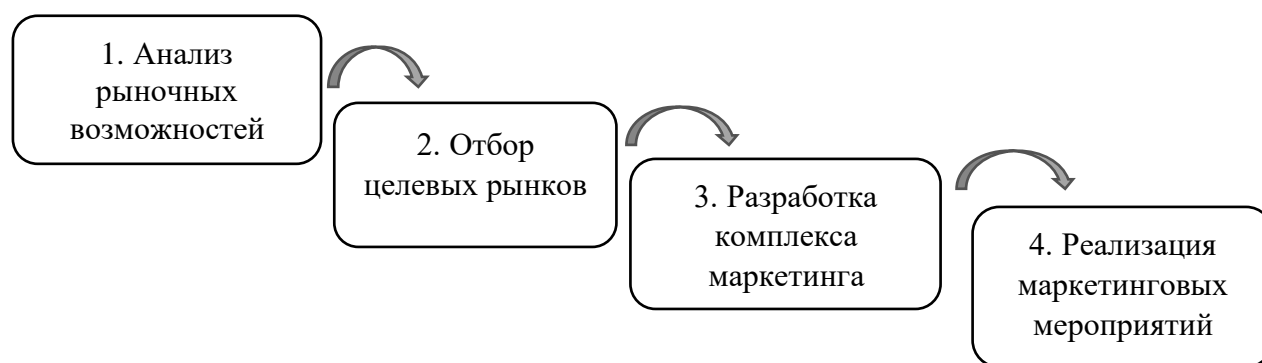 1. Анализ
рыночных
возможностей
2. Отбор
целевых рынков
3. Разработка
комплекса
маркетинга
4. Реализация
маркетинговых
мероприятий